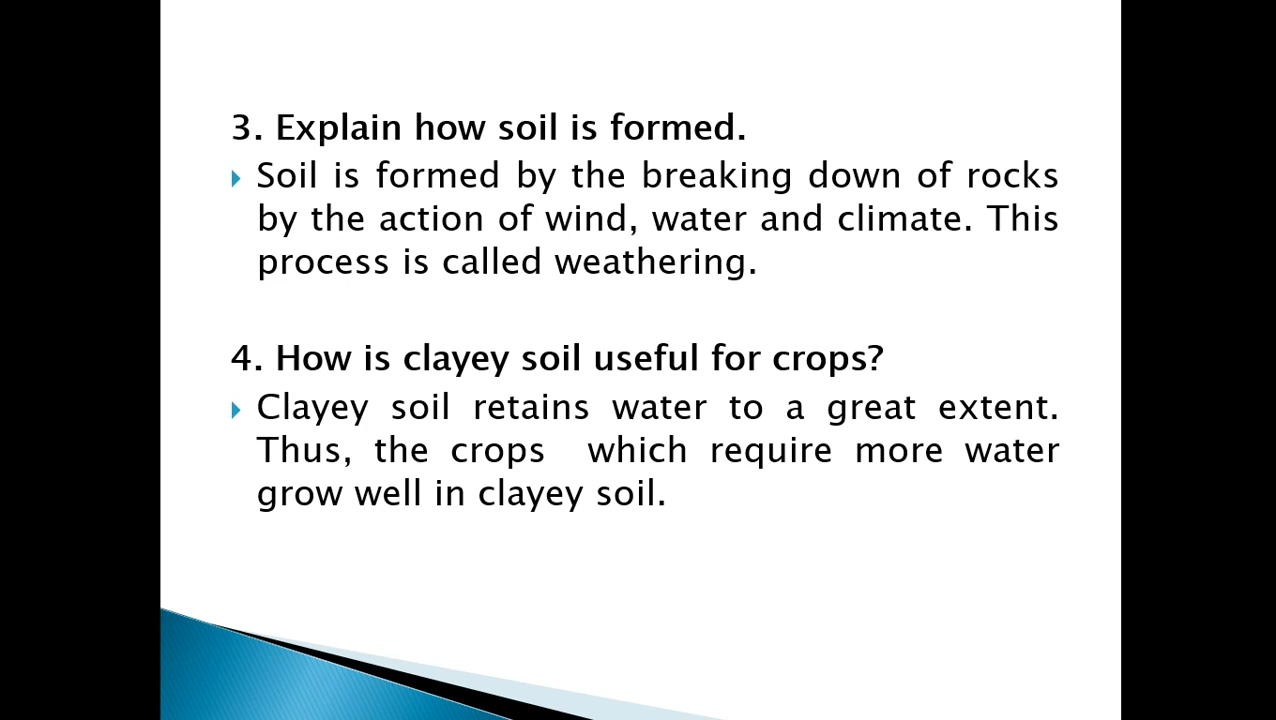 3. Explain how soil is formed.
Soil is formed by the breaking down of rocks
by the action of wind, water and climate. This
process is called weathering.
4. How is clayey soil useful for crops?
Clayey soil retains water to a great extent.
Thus, the crops which require more water
grow well in clayey soil.